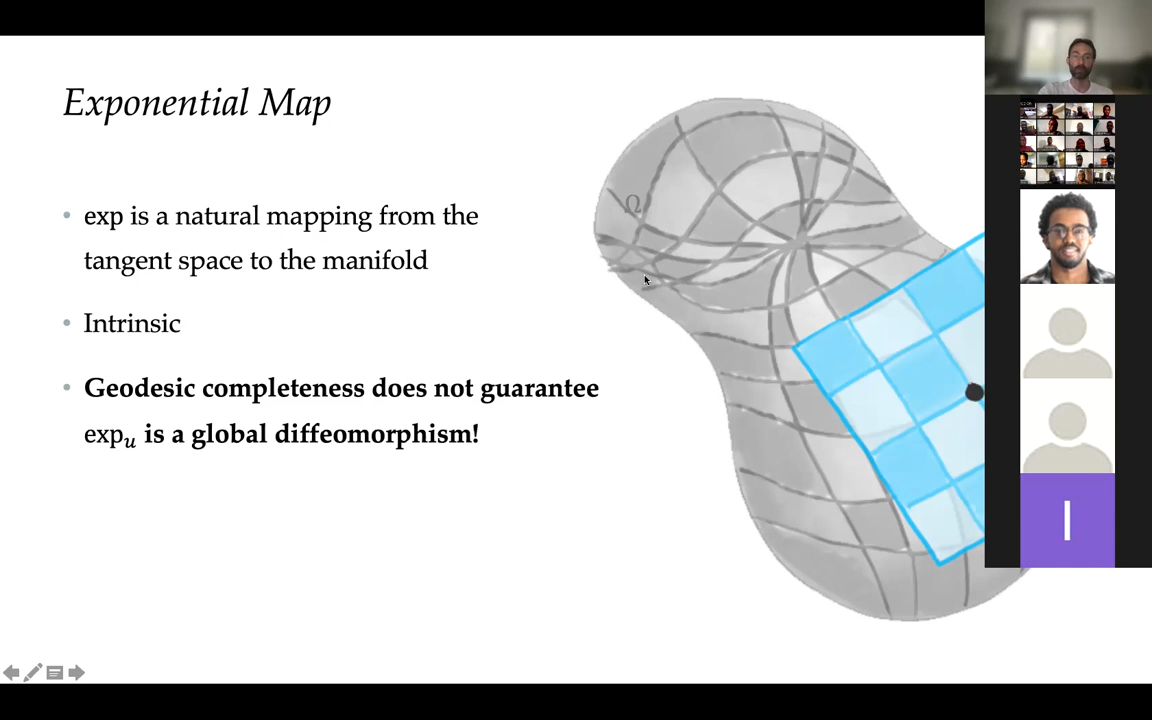 Exponential Map
• exp is a natural mapping from the
tangent space to the manifold
• Intrinsic
• Geodesic completeness does not guarantee
expᵤ is a global diffeomorphism!
Ω
I